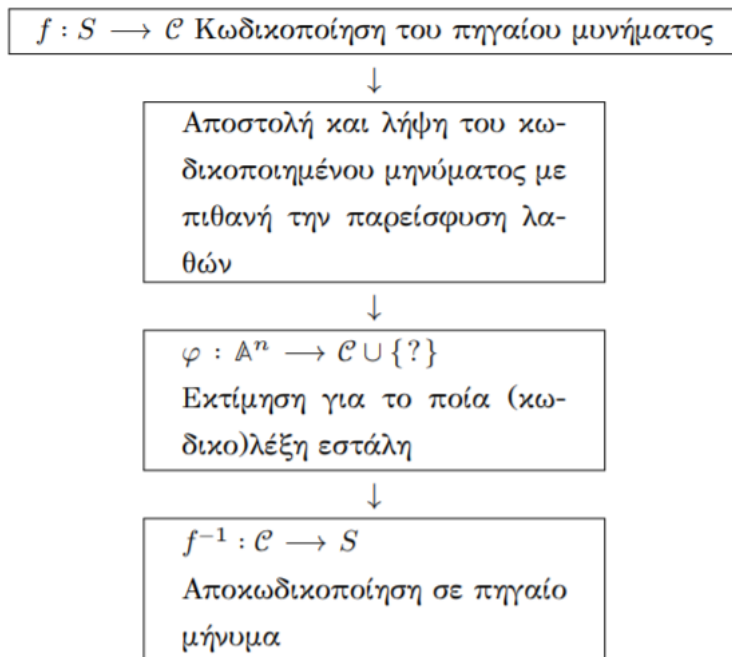 f : S ⟶ 𝒞 Κωδικοποίηση του πηγαίου μυνήματος
↓
Αποστολή και λήψη του κω-
δικοποιημένου μηνύματος με
πιθανή την παρείσφυση λα-
θών
↓
φ : 𝔸ⁿ ⟶ 𝒞 ∪ {?}
Εκτίμηση για το ποία (κω-
δικο)λέξη εστάλη
↓
f⁻¹ : 𝒞 ⟶ S
Αποκωδικοποίηση σε πηγαίο
μήνυμα